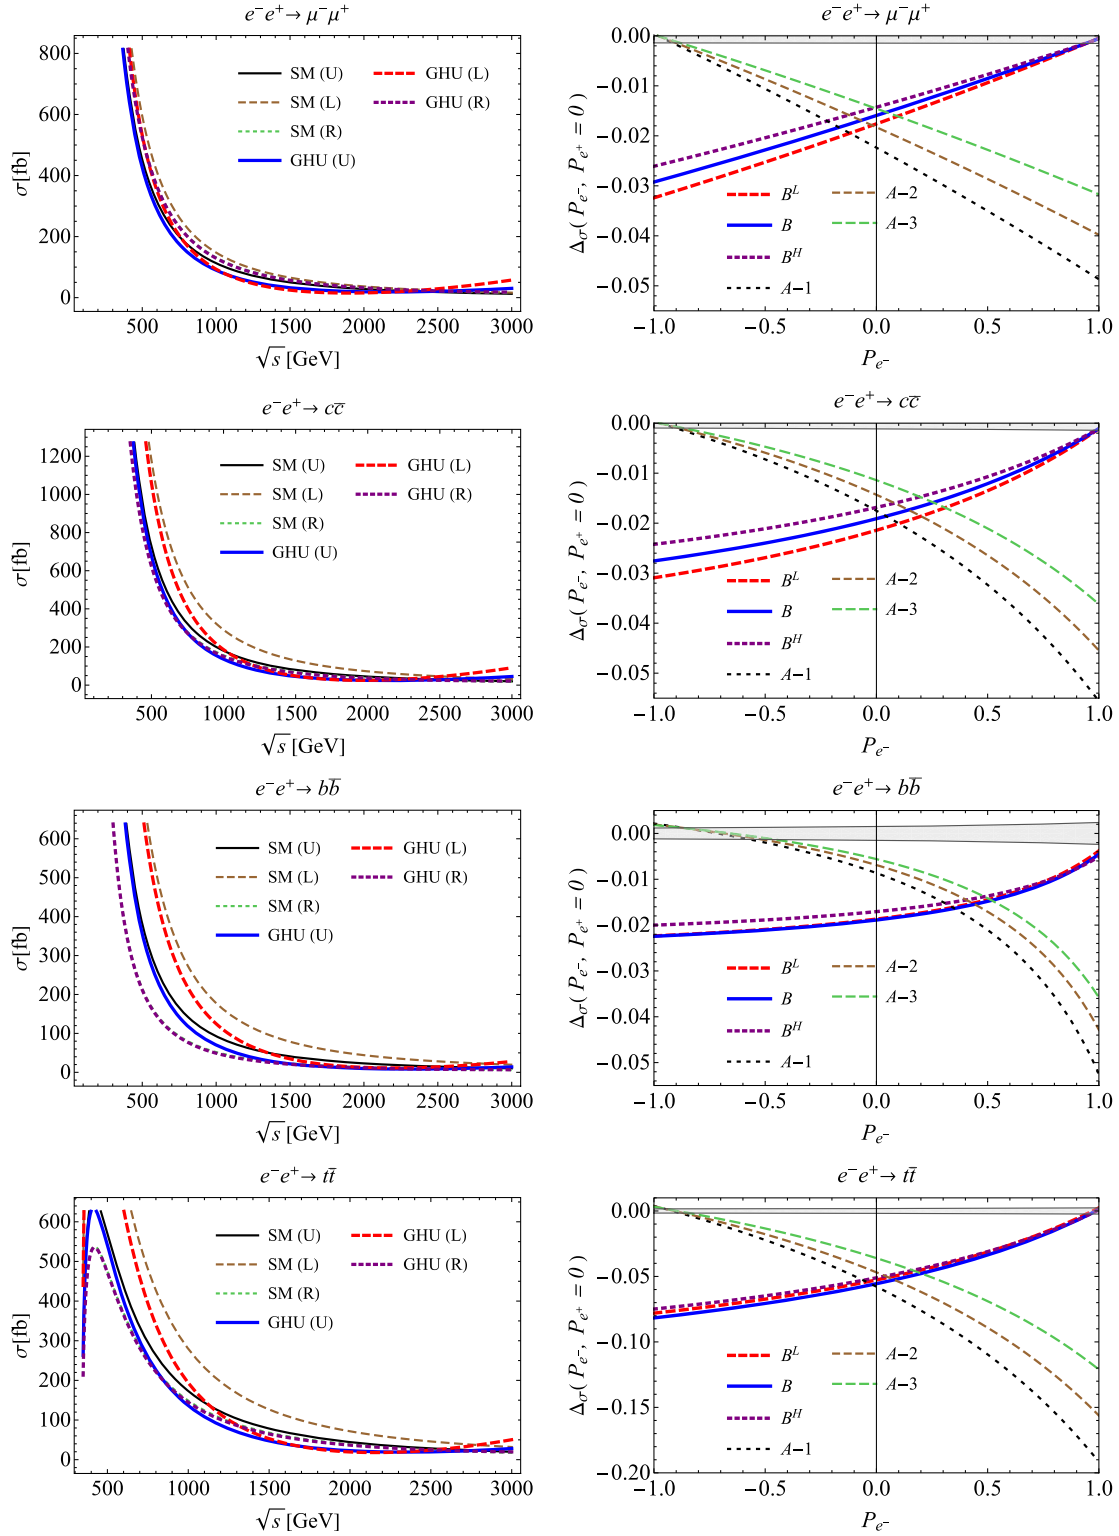 e⁻e⁺→ μ⁻μ⁺
σ[fb]
800
600
400
200
0
SM (U)
SM (L)
SM (R)
GHU (U)
GHU (L)
GHU (R)
500 1000 1500 2000 2500 3000
√s [GeV]
e⁻e⁺→ μ⁻μ⁺
Δσ(Pe⁻, Pe⁺ = 0)
0.00
−0.01
−0.02
−0.03
−0.04
−0.05
B^L
B
B^H
A−1
A−2
A−3
−1.0 −0.5 0.0 0.5 1.0
Pe⁻
e⁻e⁺→ cc̅
σ[fb]
1200
1000
800
600
400
200
0
SM (U)
SM (L)
SM (R)
GHU (U)
GHU (L)
GHU (R)
500 1000 1500 2000 2500 3000
√s [GeV]
e⁻e⁺→ cc̅
Δσ(Pe⁻, Pe⁺ = 0)
0.00
−0.01
−0.02
−0.03
−0.04
−0.05
B^L
B
B^H
A−1
A−2
A−3
−1.0 −0.5 0.0 0.5 1.0
Pe⁻
e⁻e⁺→ bb̅
σ[fb]
600
500
400
300
200
100
0
SM (U)
SM (L)
SM (R)
GHU (U)
GHU (L)
GHU (R)
500 1000 1500 2000 2500 3000
√s [GeV]
e⁻e⁺→ bb̅
Δσ(Pe⁻, Pe⁺ = 0)
0.00
−0.01
−0.02
−0.03
−0.04
−0.05
B^L
B
B^H
A−1
A−2
A−3
−1.0 −0.5 0.0 0.5 1.0
Pe⁻
e⁻e⁺→ tt̅
σ[fb]
600
500
400
300
200
100
0
SM (U)
SM (L)
SM (R)
GHU (U)
GHU (L)
GHU (R)
500 1000 1500 2000 2500 3000
√s [GeV]
e⁻e⁺→ tt̅
Δσ(Pe⁻, Pe⁺ = 0)
0.00
−0.05
−0.10
−0.15
−0.20
B^L
B
B^H
A−1
A−2
A−3
−1.0 −0.5 0.0 0.5 1.0
Pe⁻